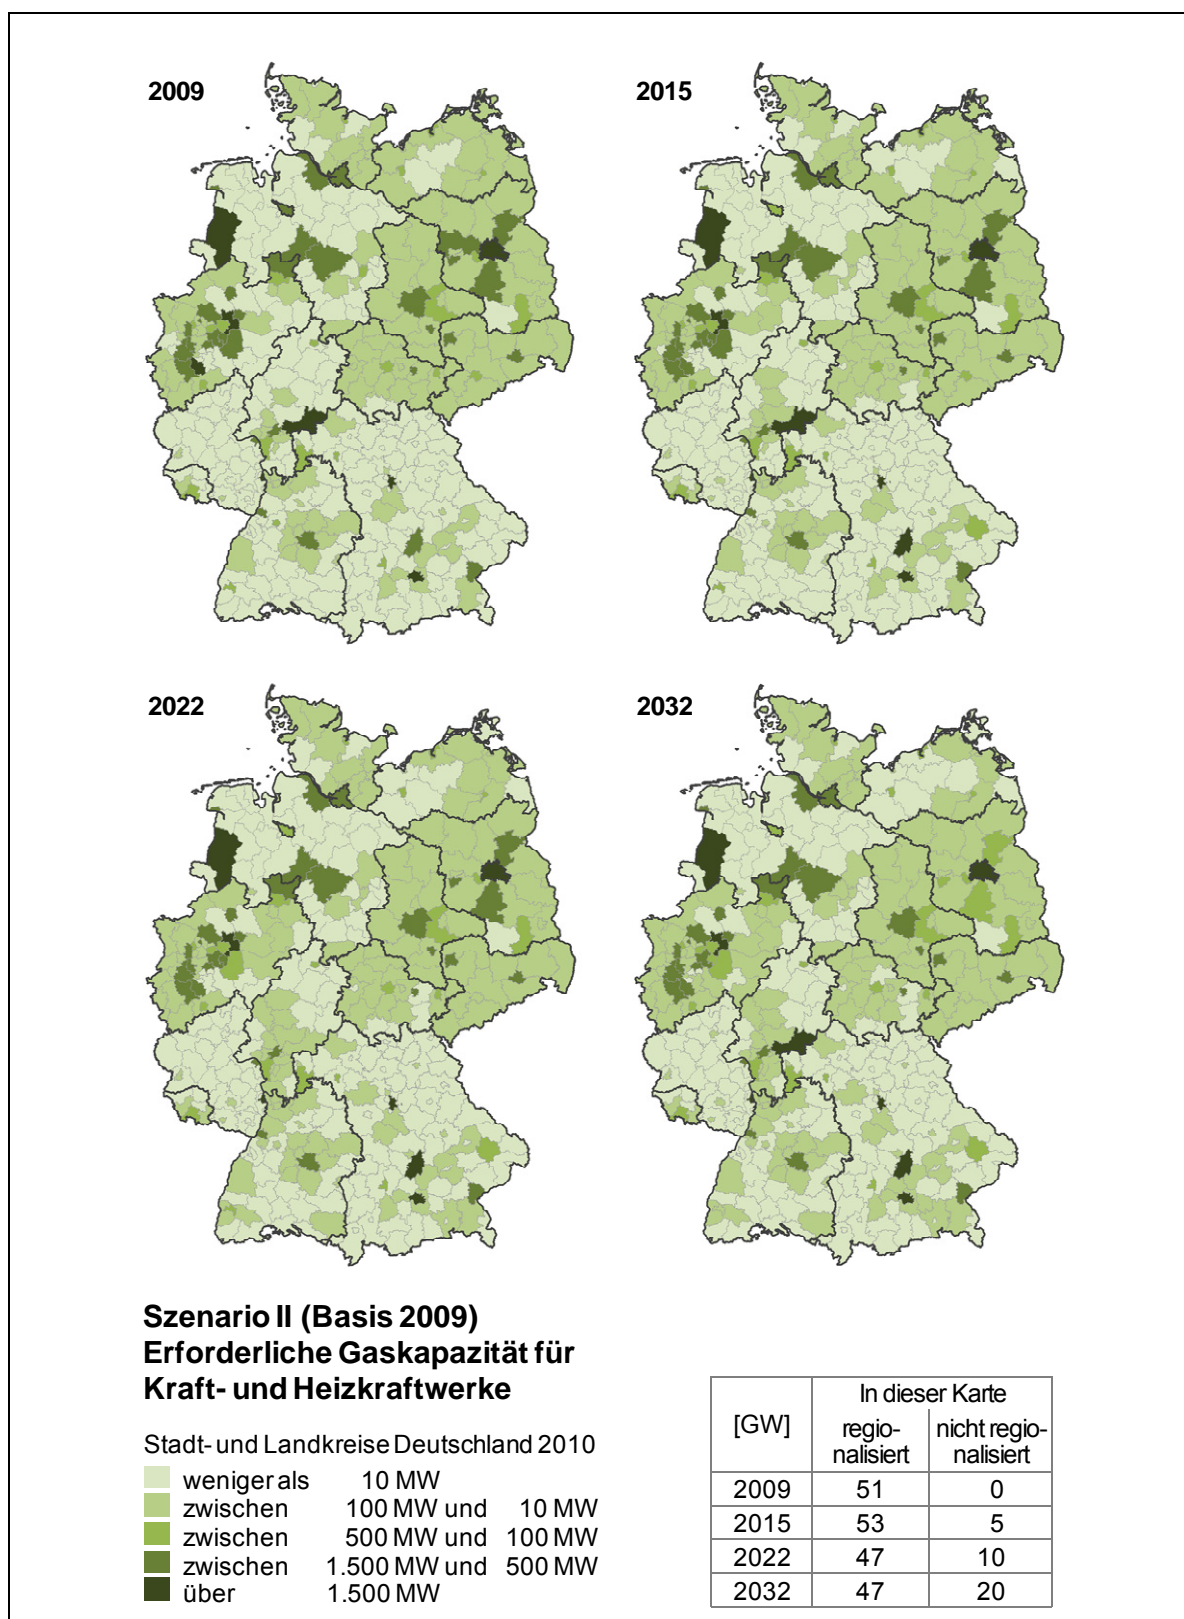 2009
2015
2022
2032
Szenario II (Basis 2009)
Erforderliche Gaskapazität für
Kraft- und Heizkraftwerke
Stadt- und Landkreise Deutschland 2010
weniger als 10 MW
zwischen 100 MW und 10 MW
zwischen 500 MW und 100 MW
zwischen 1.500 MW und 500 MW
über 1.500 MW
[GW] In dieser Karte
regio- nicht regio-
nalisiert nalisiert
2009 51 0
2015 53 5
2022 47 10
2032 47 20